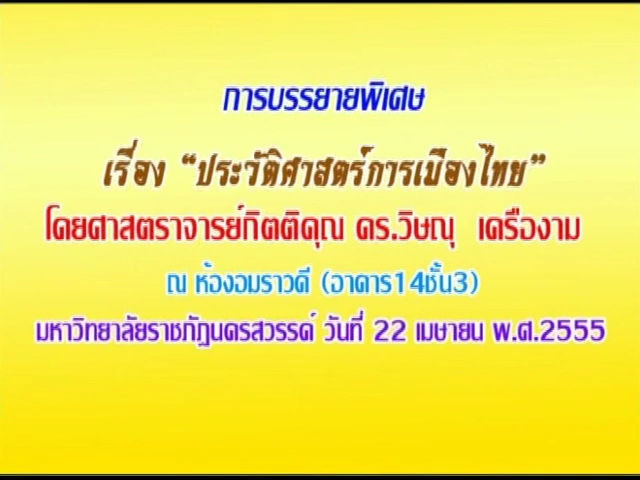 การบรรยายพิเศษ
เรื่อง “ประวัติศาสตร์การเมืองไทย”
โดยศาสตราจารย์กิตติคุณ ดร.วิษณุ เครืองาม
ณ ห้องอมราวดี (อาคาร14ชั้น3)
มหาวิทยาลัยราชภัฏนครสวรรค์ วันที่ 22 เมษายน พ.ศ.2555